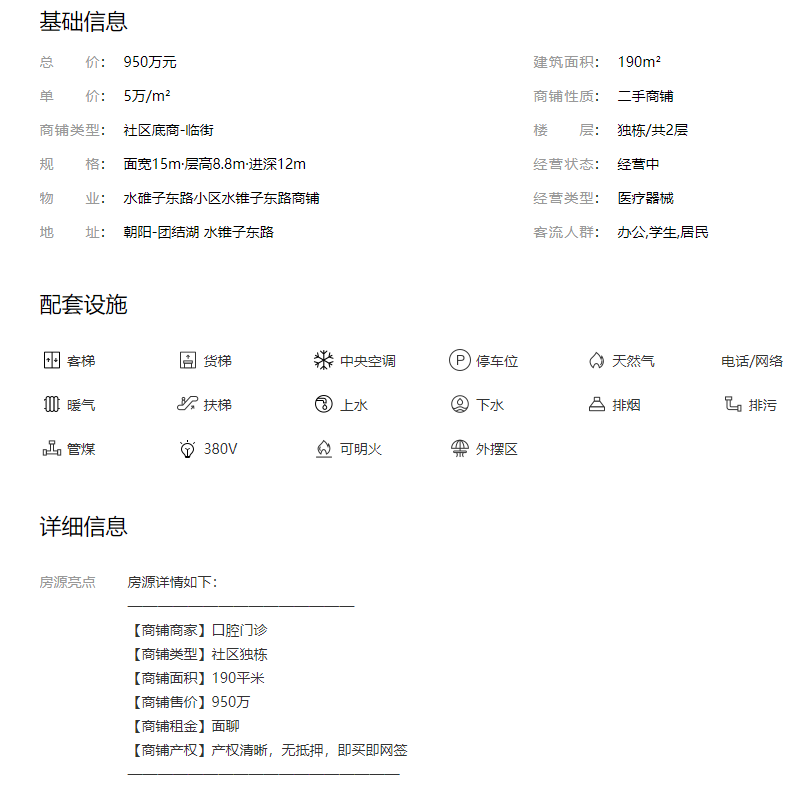 基础信息
总 价： 950万元 建筑面积： 190m²
单 价： 5万/m² 商铺性质： 二手商铺
商铺类型： 社区底商-临街 楼 层： 独栋/共2层
规 格： 面宽15m·层高8.8m·进深12m 经营状态： 经营中
物 业： 水碓子东路小区水锥子东路商铺 经营类型： 医疗器械
地 址： 朝阳-团结湖 水锥子东路 客流人群： 办公,学生,居民
配套设施
客梯 货梯 中央空调 停车位 天然气 电话/网络
暖气 扶梯 上水 下水 排烟 排污
管煤 380V 可明火 外摆区
详细信息
房源亮点 房源详情如下：
————————————————
【商铺商家】口腔门诊
【商铺类型】社区独栋
【商铺面积】190平米
【商铺售价】950万
【商铺租金】面聊
【商铺产权】产权清晰，无抵押，即买即网签
———————————————————